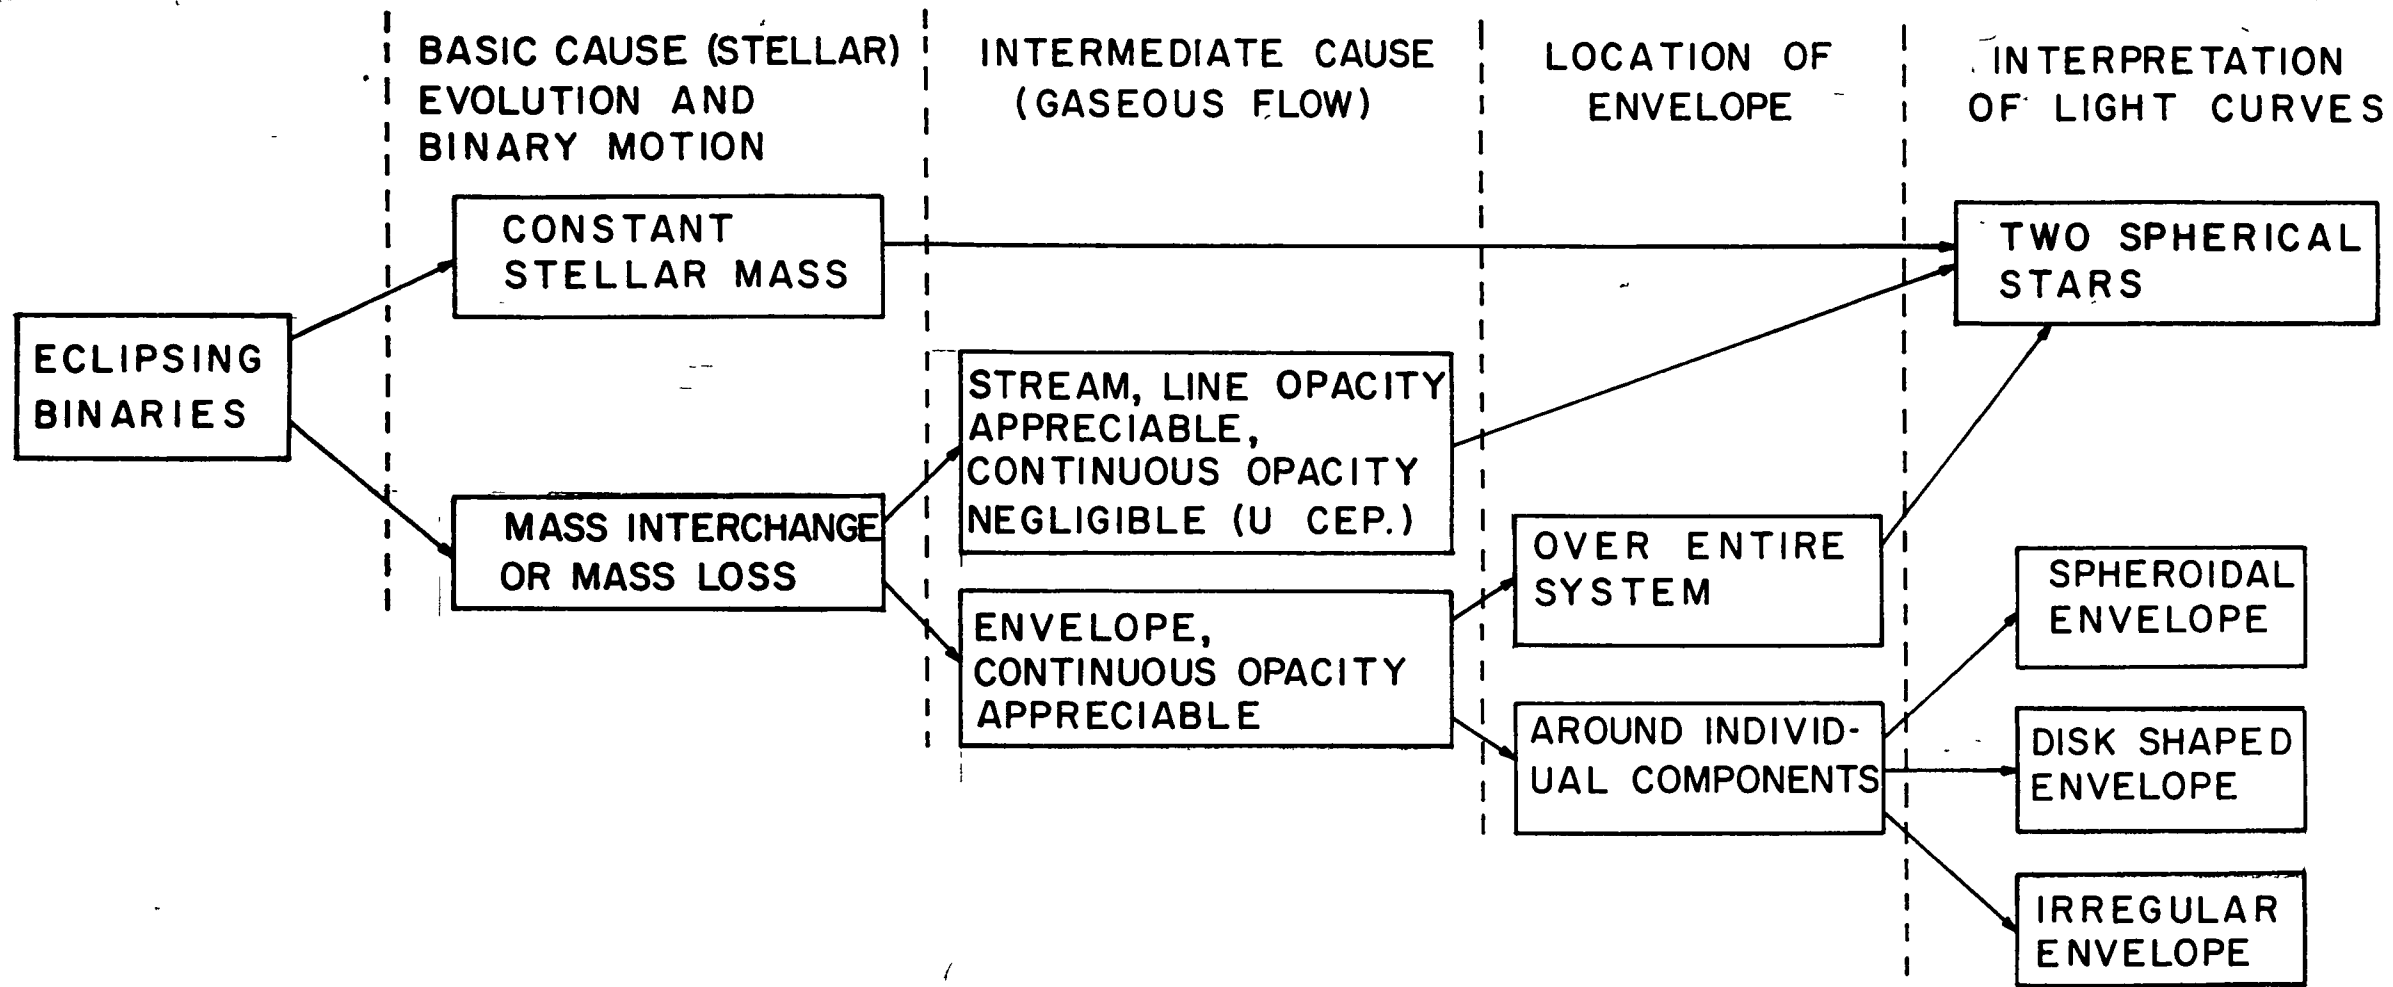 BASIC CAUSE (STELLAR)
EVOLUTION AND
BINARY MOTION
INTERMEDIATE CAUSE
(GASEOUS FLOW)
LOCATION OF
ENVELOPE
INTERPRETATION
OF LIGHT CURVES
ECLIPSING
BINARIES
CONSTANT
STELLAR MASS
MASS INTERCHANGE
OR MASS LOSS
STREAM, LINE OPACITY
APPRECIABLE,
CONTINUOUS OPACITY
NEGLIGIBLE (U CEP.)
ENVELOPE,
CONTINUOUS OPACITY
APPRECIABLE
OVER ENTIRE
SYSTEM
AROUND INDIVID-
UAL COMPONENTS
TWO SPHERICAL
STARS
SPHEROIDAL
ENVELOPE
DISK SHAPED
ENVELOPE
IRREGULAR
ENVELOPE